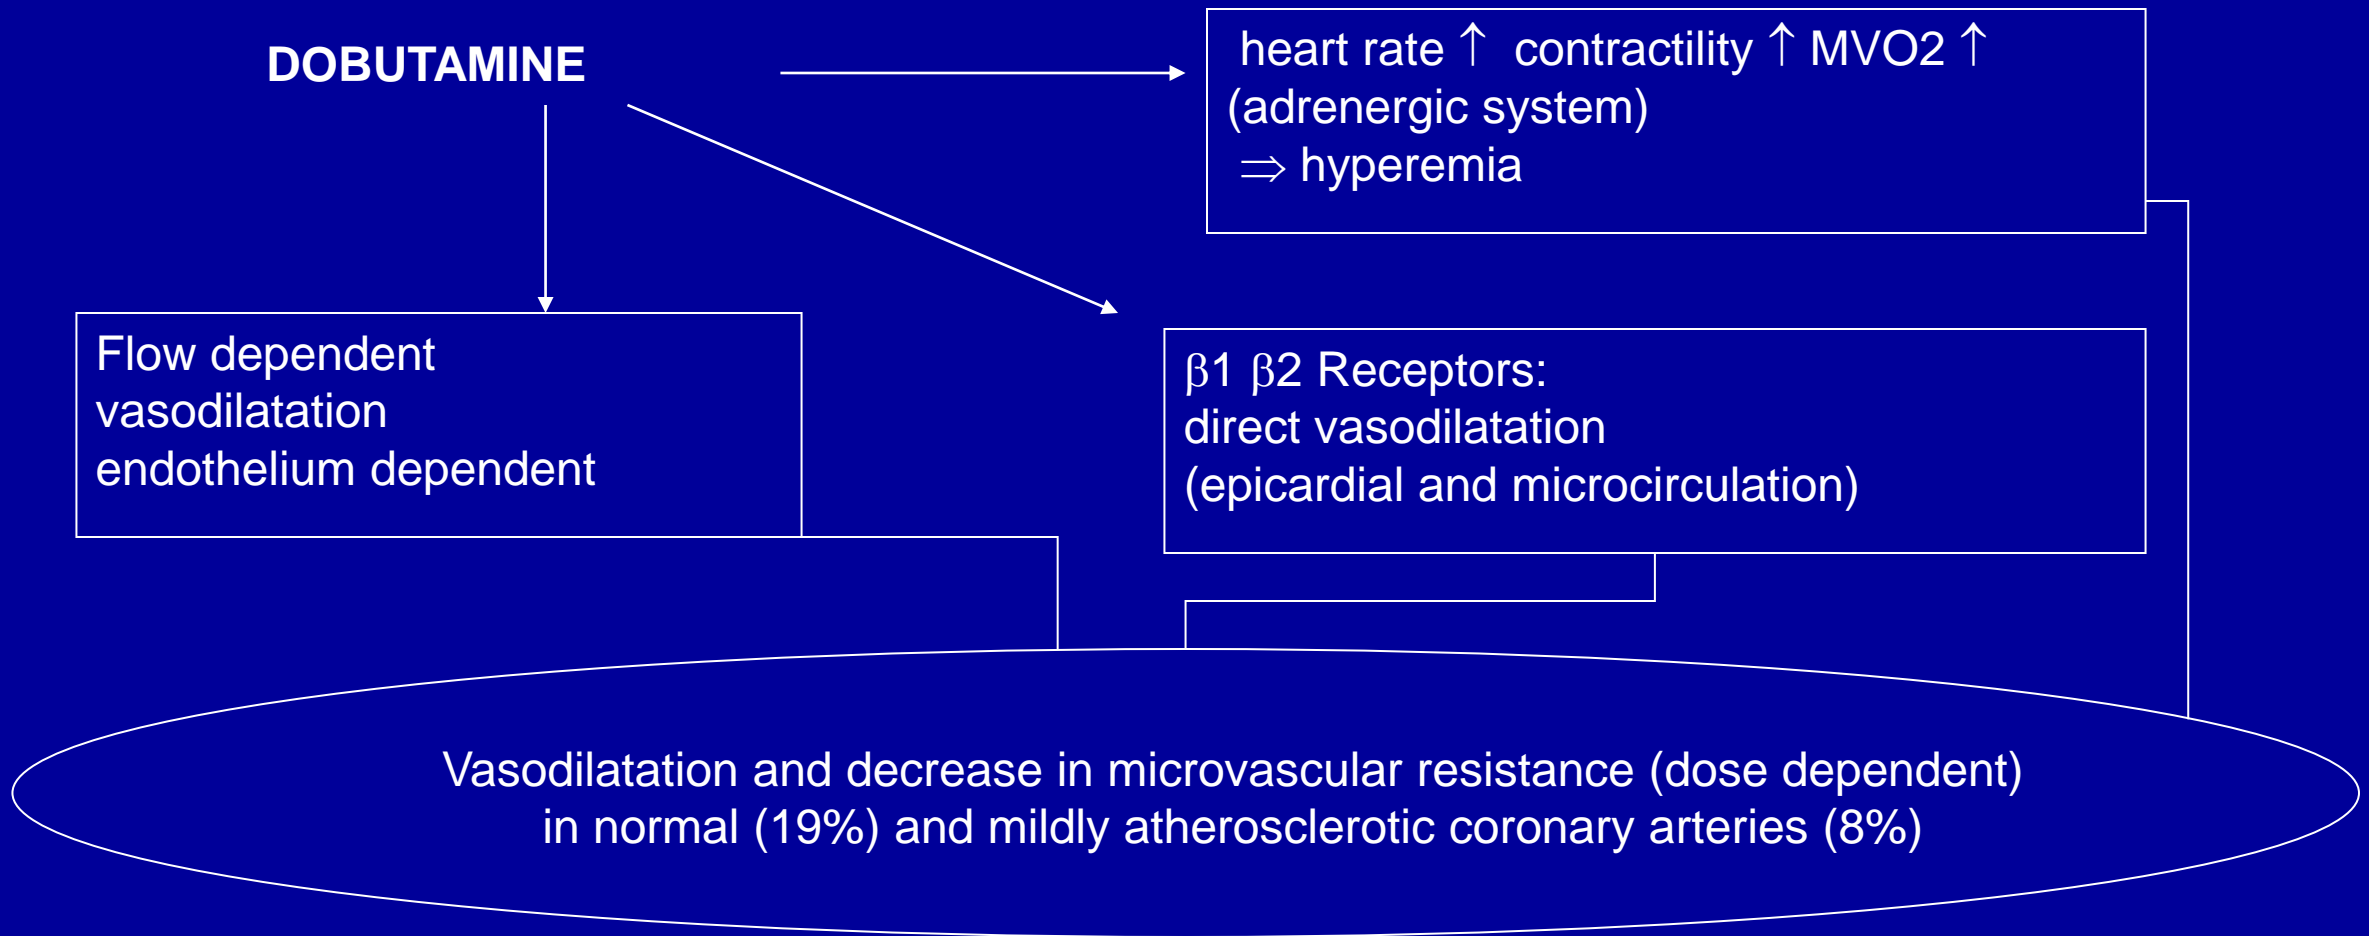 DOBUTAMINE
heart rate ↑ contractility ↑ MVO2 ↑
(adrenergic system)
⇒ hyperemia
Flow dependent
vasodilatation
endothelium dependent
β1 β2 Receptors:
direct vasodilatation
(epicardial and microcirculation)
Vasodilatation and decrease in microvascular resistance (dose dependent)
in normal (19%) and mildly atherosclerotic coronary arteries (8%)